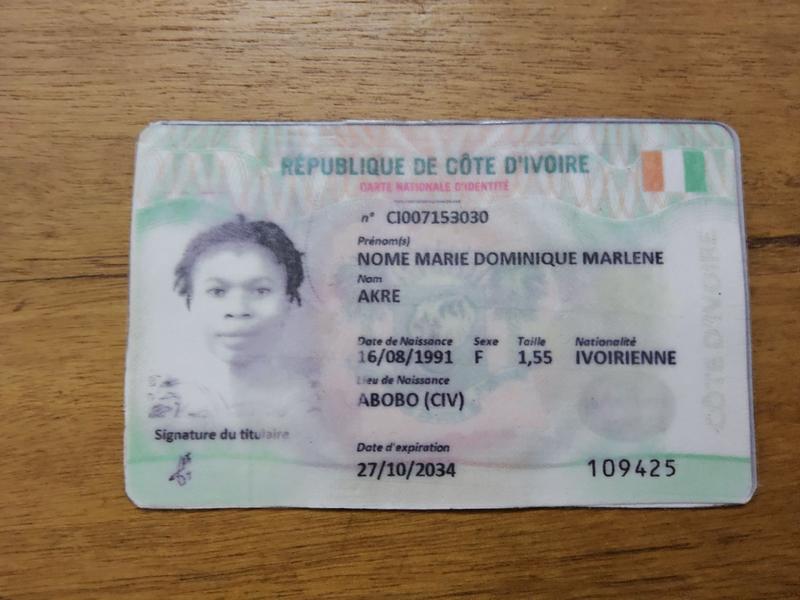 RÉPUBLIQUE DE CÔTE D'IVOIRE
CARTE NATIONALE D'IDENTITÉ
n° CI007153030
Prénom(s)
NOME MARIE DOMINIQUE MARLENE
Nom
AKRE
Date de Naissance Sexe Taille Nationalité
16/08/1991 F 1,55 IVOIRIENNE
Lieu de Naissance
ABOBO (CIV)
Signature du titulaire
Date d'expiration
27/10/2034
109425
CÔTE D'IVOIRE